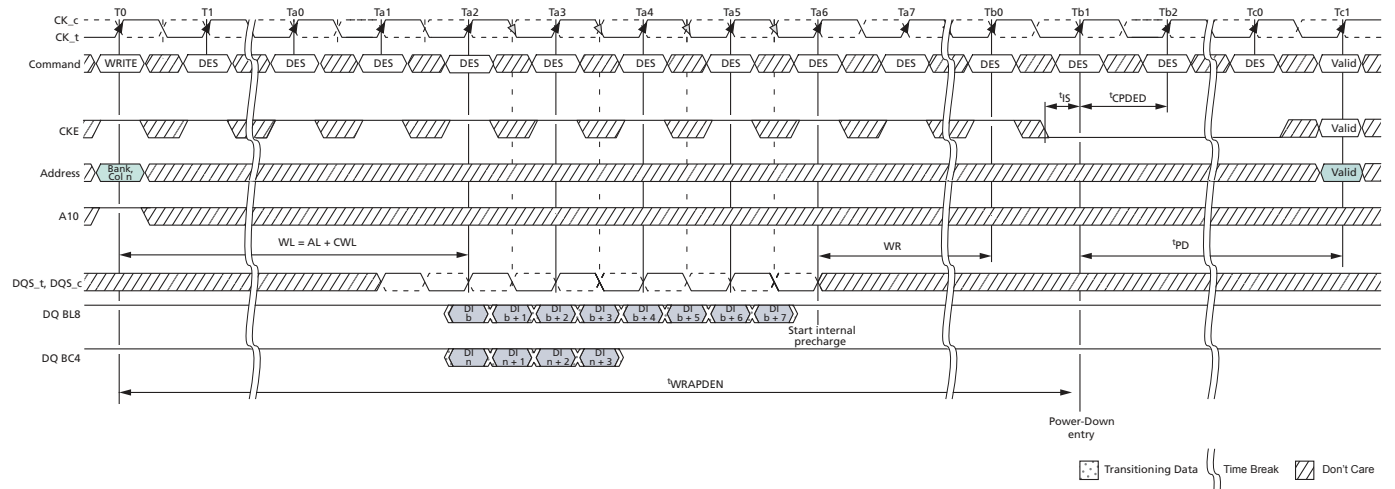 T0 T1 Ta0 Ta1 Ta2 Ta3 Ta4 Ta5 Ta6 Ta7 Tb0 Tb1 Tb2 Tc0 Tc1
CK_c
CK_t
Command WRITE DES DES DES DES DES DES DES DES DES DES DES DES DES Valid
tIS tCPDED
CKE Valid
Address Bank, Col n Valid
A10
WL = AL + CWL WR tPD
DQS_t, DQS_c
DQ BL8 DI b DI b + 1 DI b + 2 DI b + 3 DI b + 4 DI b + 5 DI b + 6 DI b + 7
Start internal
precharge
DQ BC4 DI n DI n + 1 DI n + 2 DI n + 3
tWRAPDEN
Power-Down
entry
Transitioning Data Time Break Don't Care